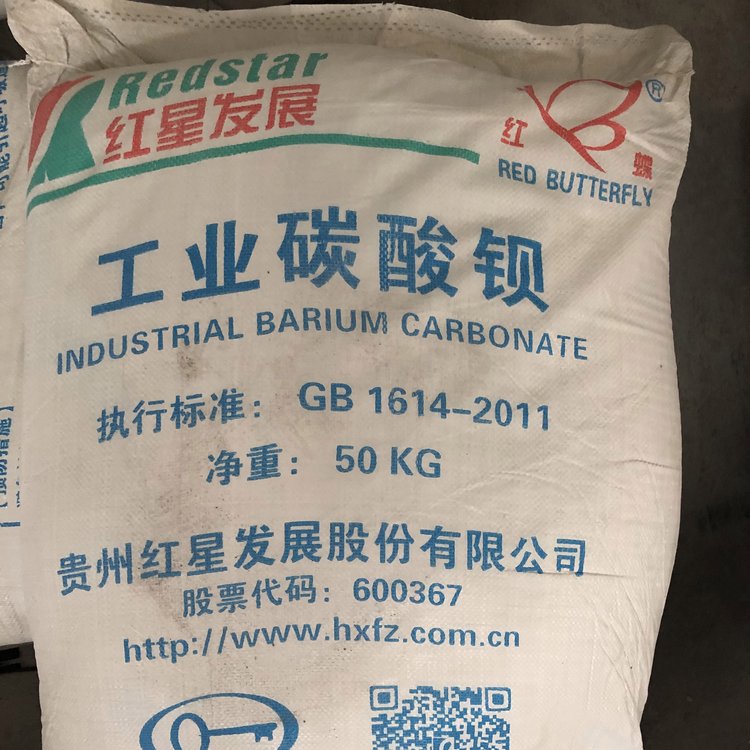 Redstar
红星发展
红 蝶 ®
RED BUTTERFLY
工业碳酸钡
INDUSTRIAL BARIUM CARBONATE
执行标准：GB 1614-2011
净重：50 KG
贵州红星发展股份有限公司
股票代码：600367
http://www.hxfz.com.cn